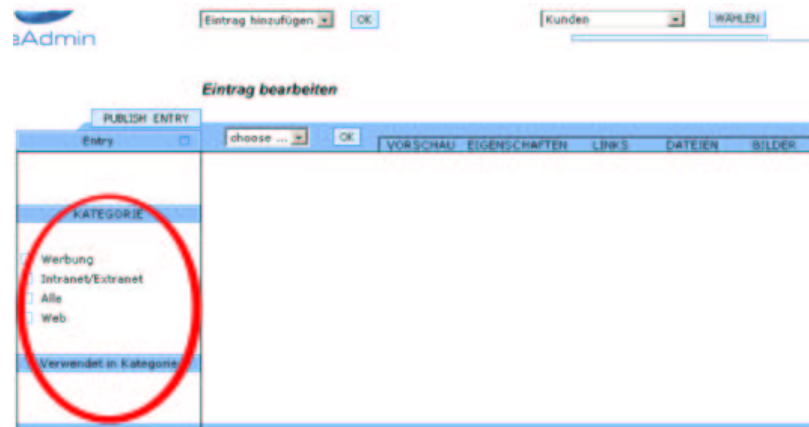 Eintrag hinzufügen OK Kunden WÄHLEN
eAdmin
Eintrag bearbeiten
PUBLISH ENTRY
Entry choose ... OK VORSCHAU EIGENSCHAFTEN LINKS DATEIEN BILDER
KATEGORIE
Werbung
Intranet/Extranet
Alle
Web
Verwendet in Kategorie